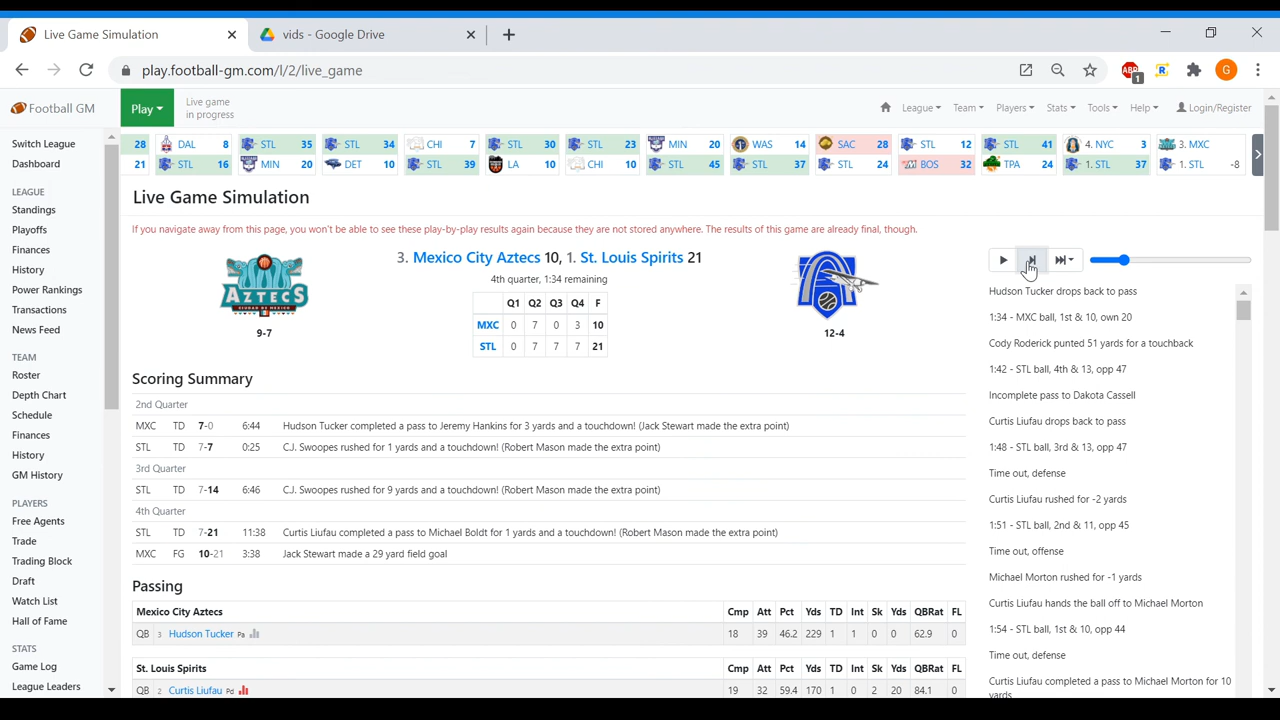 Live Game Simulation
vids - Google Drive
play.football-gm.com/l/2/live_game
ABP
1
R
G
Football GM
Play
Live game
in progress
League
Team
Players
Stats
Tools
Help
Login/Register
28 DAL 8 STL 35 STL 34 CHI 7 STL 30 STL 23 MIN 20 WAS 14 SAC 28 STL 12 STL 41 4. NYC 3 3. MXC
21 STL 16 MIN 20 DET 10 STL 39 LA 10 CHI 10 STL 45 STL 37 STL 24 BOS 32 TPA 24 1. STL 37 1. STL -8
Switch League
Dashboard
LEAGUE
Standings
Playoffs
Finances
History
Power Rankings
Transactions
News Feed
TEAM
Roster
Depth Chart
Schedule
Finances
History
GM History
PLAYERS
Free Agents
Trade
Trading Block
Draft
Watch List
Hall of Fame
STATS
Game Log
League Leaders
Live Game Simulation
If you navigate away from this page, you won't be able to see these play-by-play results again because they are not stored anywhere. The results of this game are already final, though.
AZTECS
9-7
3. Mexico City Aztecs 10, 1. St. Louis Spirits 21
4th quarter, 1:34 remaining
Q1 Q2 Q3 Q4 F
MXC 0 7 0 3 10
STL 0 7 7 7 21
12-4
Scoring Summary
2nd Quarter
MXC TD 7-0 6:44 Hudson Tucker completed a pass to Jeremy Hankins for 3 yards and a touchdown! (Jack Stewart made the extra point)
STL TD 7-7 0:25 C.J. Swoopes rushed for 1 yards and a touchdown! (Robert Mason made the extra point)
3rd Quarter
STL TD 7-14 6:46 C.J. Swoopes rushed for 9 yards and a touchdown! (Robert Mason made the extra point)
4th Quarter
STL TD 7-21 11:38 Curtis Liufau completed a pass to Michael Boldt for 1 yards and a touchdown! (Robert Mason made the extra point)
MXC FG 10-21 3:38 Jack Stewart made a 29 yard field goal
Passing
Mexico City Aztecs Cmp Att Pct Yds TD Int Sk Yds QBRat FL
QB 3 Hudson Tucker Pa 18 39 46.2 229 1 1 0 0 62.9 0
St. Louis Spirits Cmp Att Pct Yds TD Int Sk Yds QBRat FL
QB 2 Curtis Liufau Pd 19 32 59.4 170 1 0 2 20 84.1 0
Hudson Tucker drops back to pass
1:34 - MXC ball, 1st & 10, own 20
Cody Roderick punted 51 yards for a touchback
1:42 - STL ball, 4th & 13, opp 47
Incomplete pass to Dakota Cassell
Curtis Liufau drops back to pass
1:48 - STL ball, 3rd & 13, opp 47
Time out, defense
Curtis Liufau rushed for -2 yards
1:51 - STL ball, 2nd & 11, opp 45
Time out, offense
Michael Morton rushed for -1 yards
Curtis Liufau hands the ball off to Michael Morton
1:54 - STL ball, 1st & 10, opp 44
Time out, defense
Curtis Liufau completed a pass to Michael Morton for 10
yards